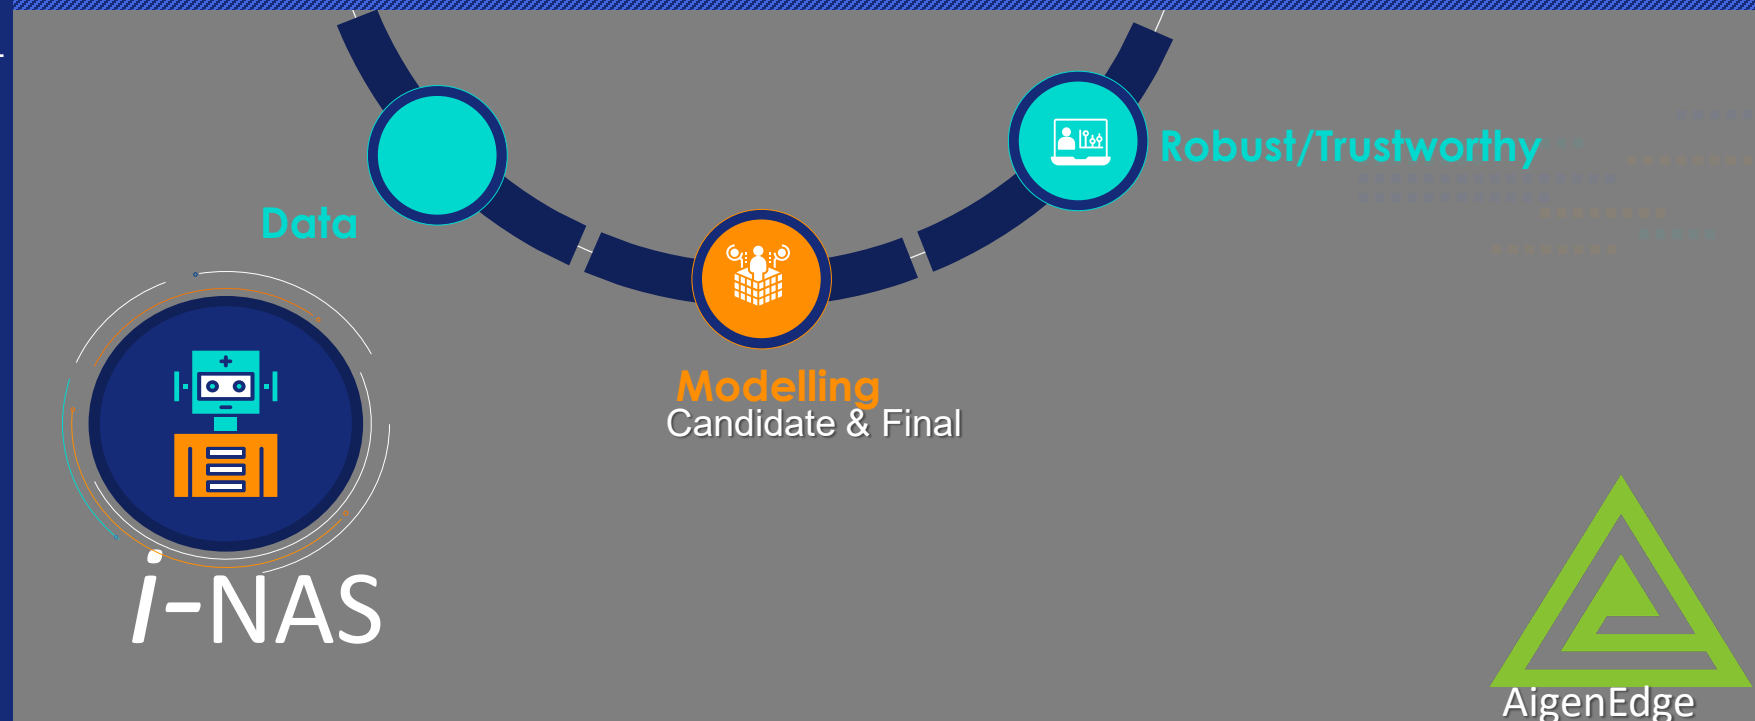 Robust/Trustworthy
Data
Modelling
Candidate & Final
i-NAS
AigenEdge